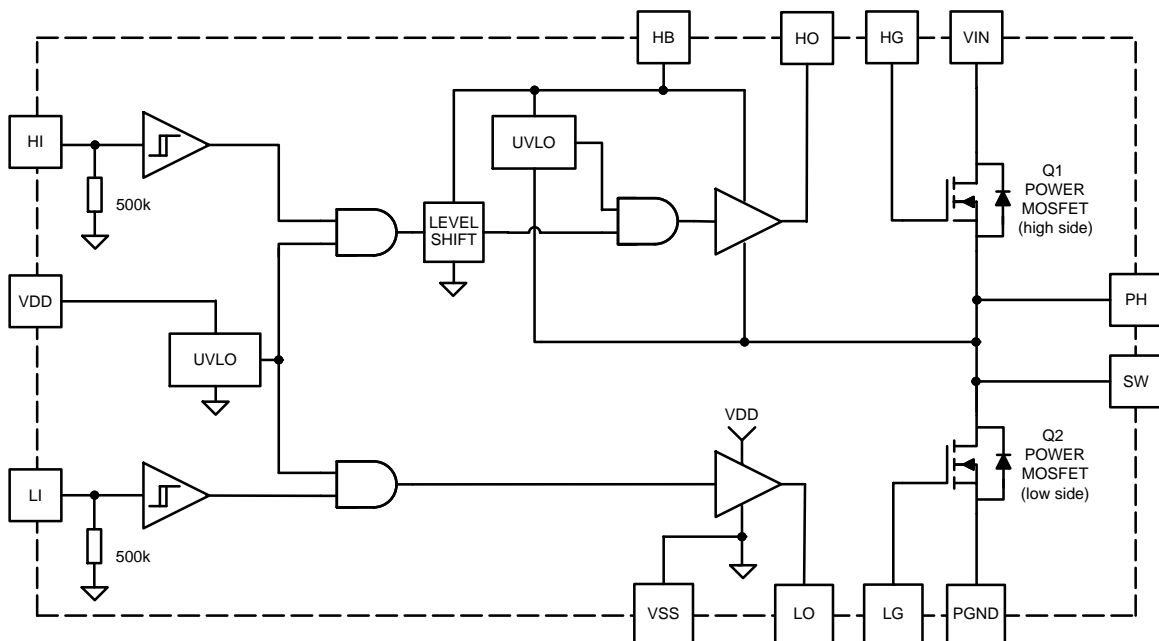 HB
HO
HG
VIN
HI
UVLO
Q1
POWER
MOSFET
(high side)
500k
LEVEL
SHIFT
VDD
PH
UVLO
SW
VDD
Q2
POWER
MOSFET
(low side)
LI
500k
VSS
LO
LG
PGND